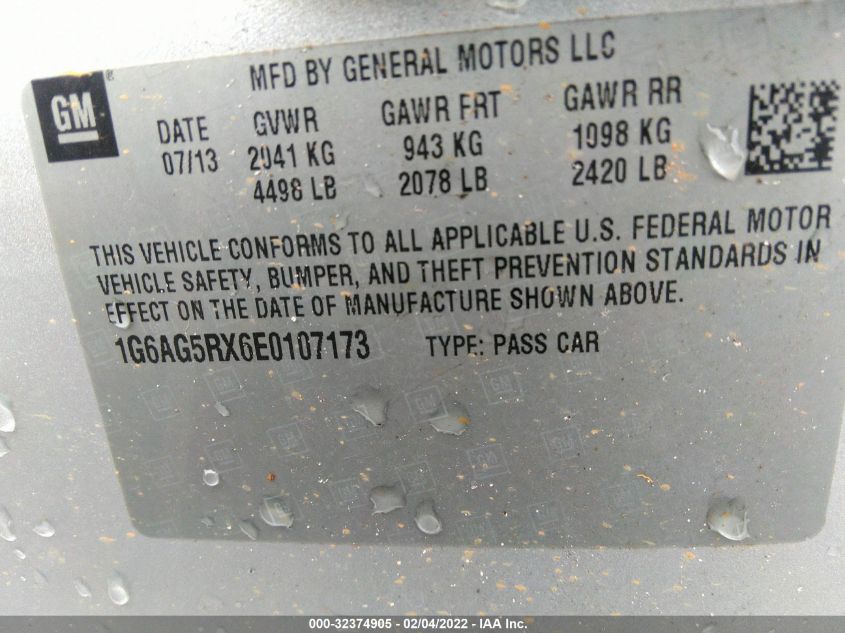 MFD BY GENERAL MOTORS LLC
GM®
DATE GVWR GAWR FRT GAWR RR
07/13 2041 KG 943 KG 1098 KG
4498 LB 2078 LB 2420 LB
THIS VEHICLE CONFORMS TO ALL APPLICABLE U.S. FEDERAL MOTOR
VEHICLE SAFETY, BUMPER, AND THEFT PREVENTION STANDARDS IN
EFFECT ON THE DATE OF MANUFACTURE SHOWN ABOVE.
1G6AG5RX6E0107173 TYPE: PASS CAR
000-32374905 - 02/04/2022 - IAA Inc.